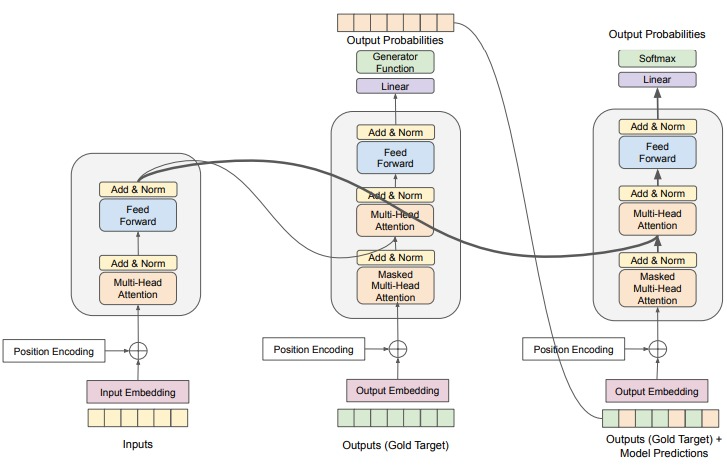 Add & Norm
Feed
Forward
Add & Norm
Multi-Head
Attention
Position Encoding
Input Embedding
Inputs
Output Probabilities
Generator
Function
Linear
Add & Norm
Feed
Forward
Add & Norm
Multi-Head
Attention
Add & Norm
Masked
Multi-Head
Attention
Position Encoding
Output Embedding
Outputs (Gold Target)
Output Probabilities
Softmax
Linear
Add & Norm
Feed
Forward
Add & Norm
Multi-Head
Attention
Add & Norm
Masked
Multi-Head
Attention
Position Encoding
Output Embedding
Outputs (Gold Target) +
Model Predictions